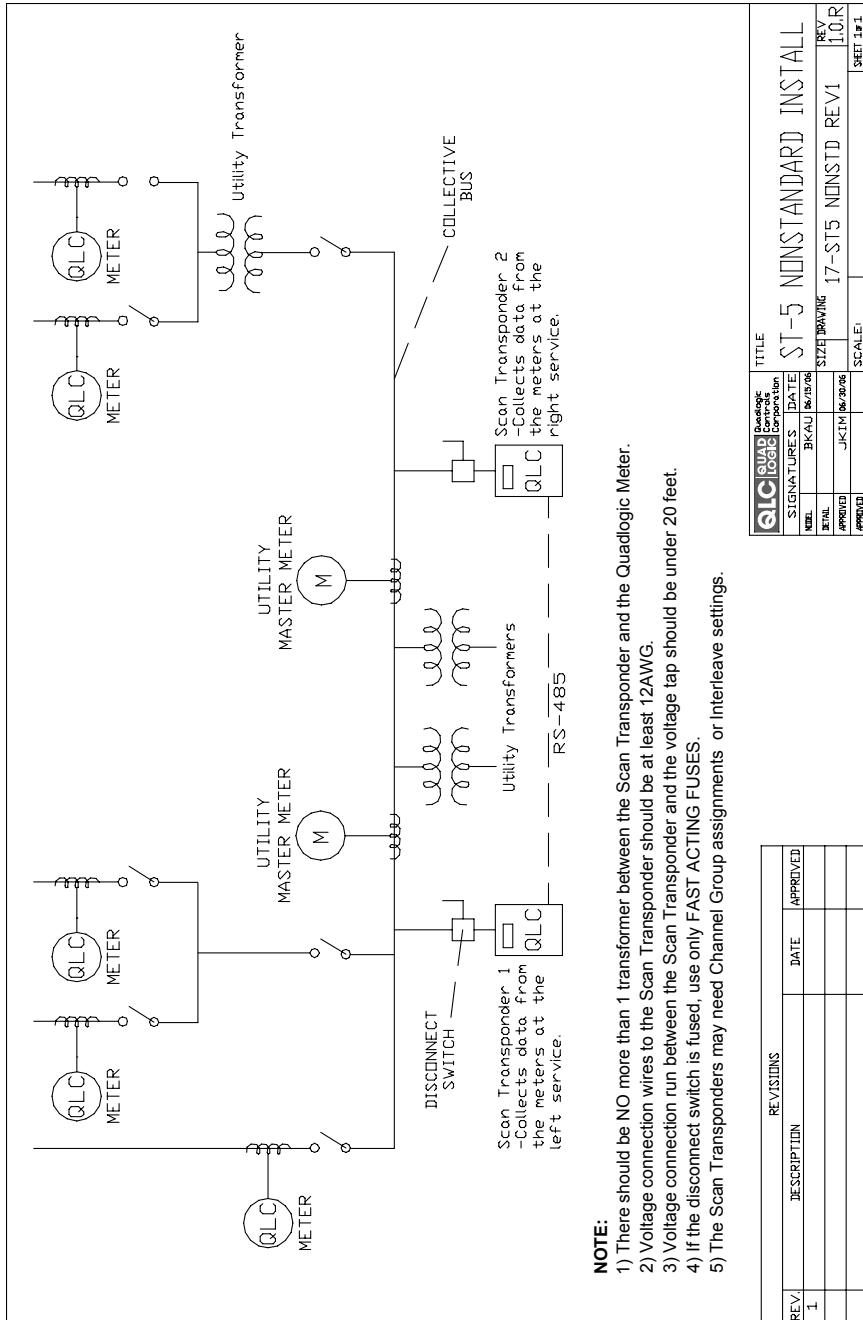 QLC
METER
QLC
METER
QLC
METER
QLC
METER
QLC
METER
Utility Transformer
UTILITY
MASTER METER
M
UTILITY
MASTER METER
M
COLLECTIVE
BUS
DISCONNECT
SWITCH
Utility Transformers
Scan Transponder 1
-Collects data from
the meters at the
left service.
QLC
RS-485
QLC
Scan Transponder 2
-Collects data from
the meters at the
right service.
NOTE:
1) There should be NO more than 1 transformer between the Scan Transponder and the Quadlogic Meter.
2) Voltage connection wires to the Scan Transponder should be at least 12AWG.
3) Voltage connection run between the Scan Transponder and the voltage tap should be under 20 feet.
4) If the disconnect switch is fused, use only FAST ACTING FUSES.
5) The Scan Transponders may need Channel Group assignments or Interleave settings.
REVISIONS
REV. DESCRIPTION DATE APPROVED
1
QLC QUAD LOGIC Quadlogic Controls Corporation
SIGNATURES DATE
MODEL BKAU 06/15/06
DETAIL
APPROVED JKIM 06/30/06
APPROVED
TITLE
ST-5 NONSTANDARD INSTALL
SIZE DRAWING REV
17-ST5 NONSTD REV1 1.0.R
SCALE: SHEET 1 of 1